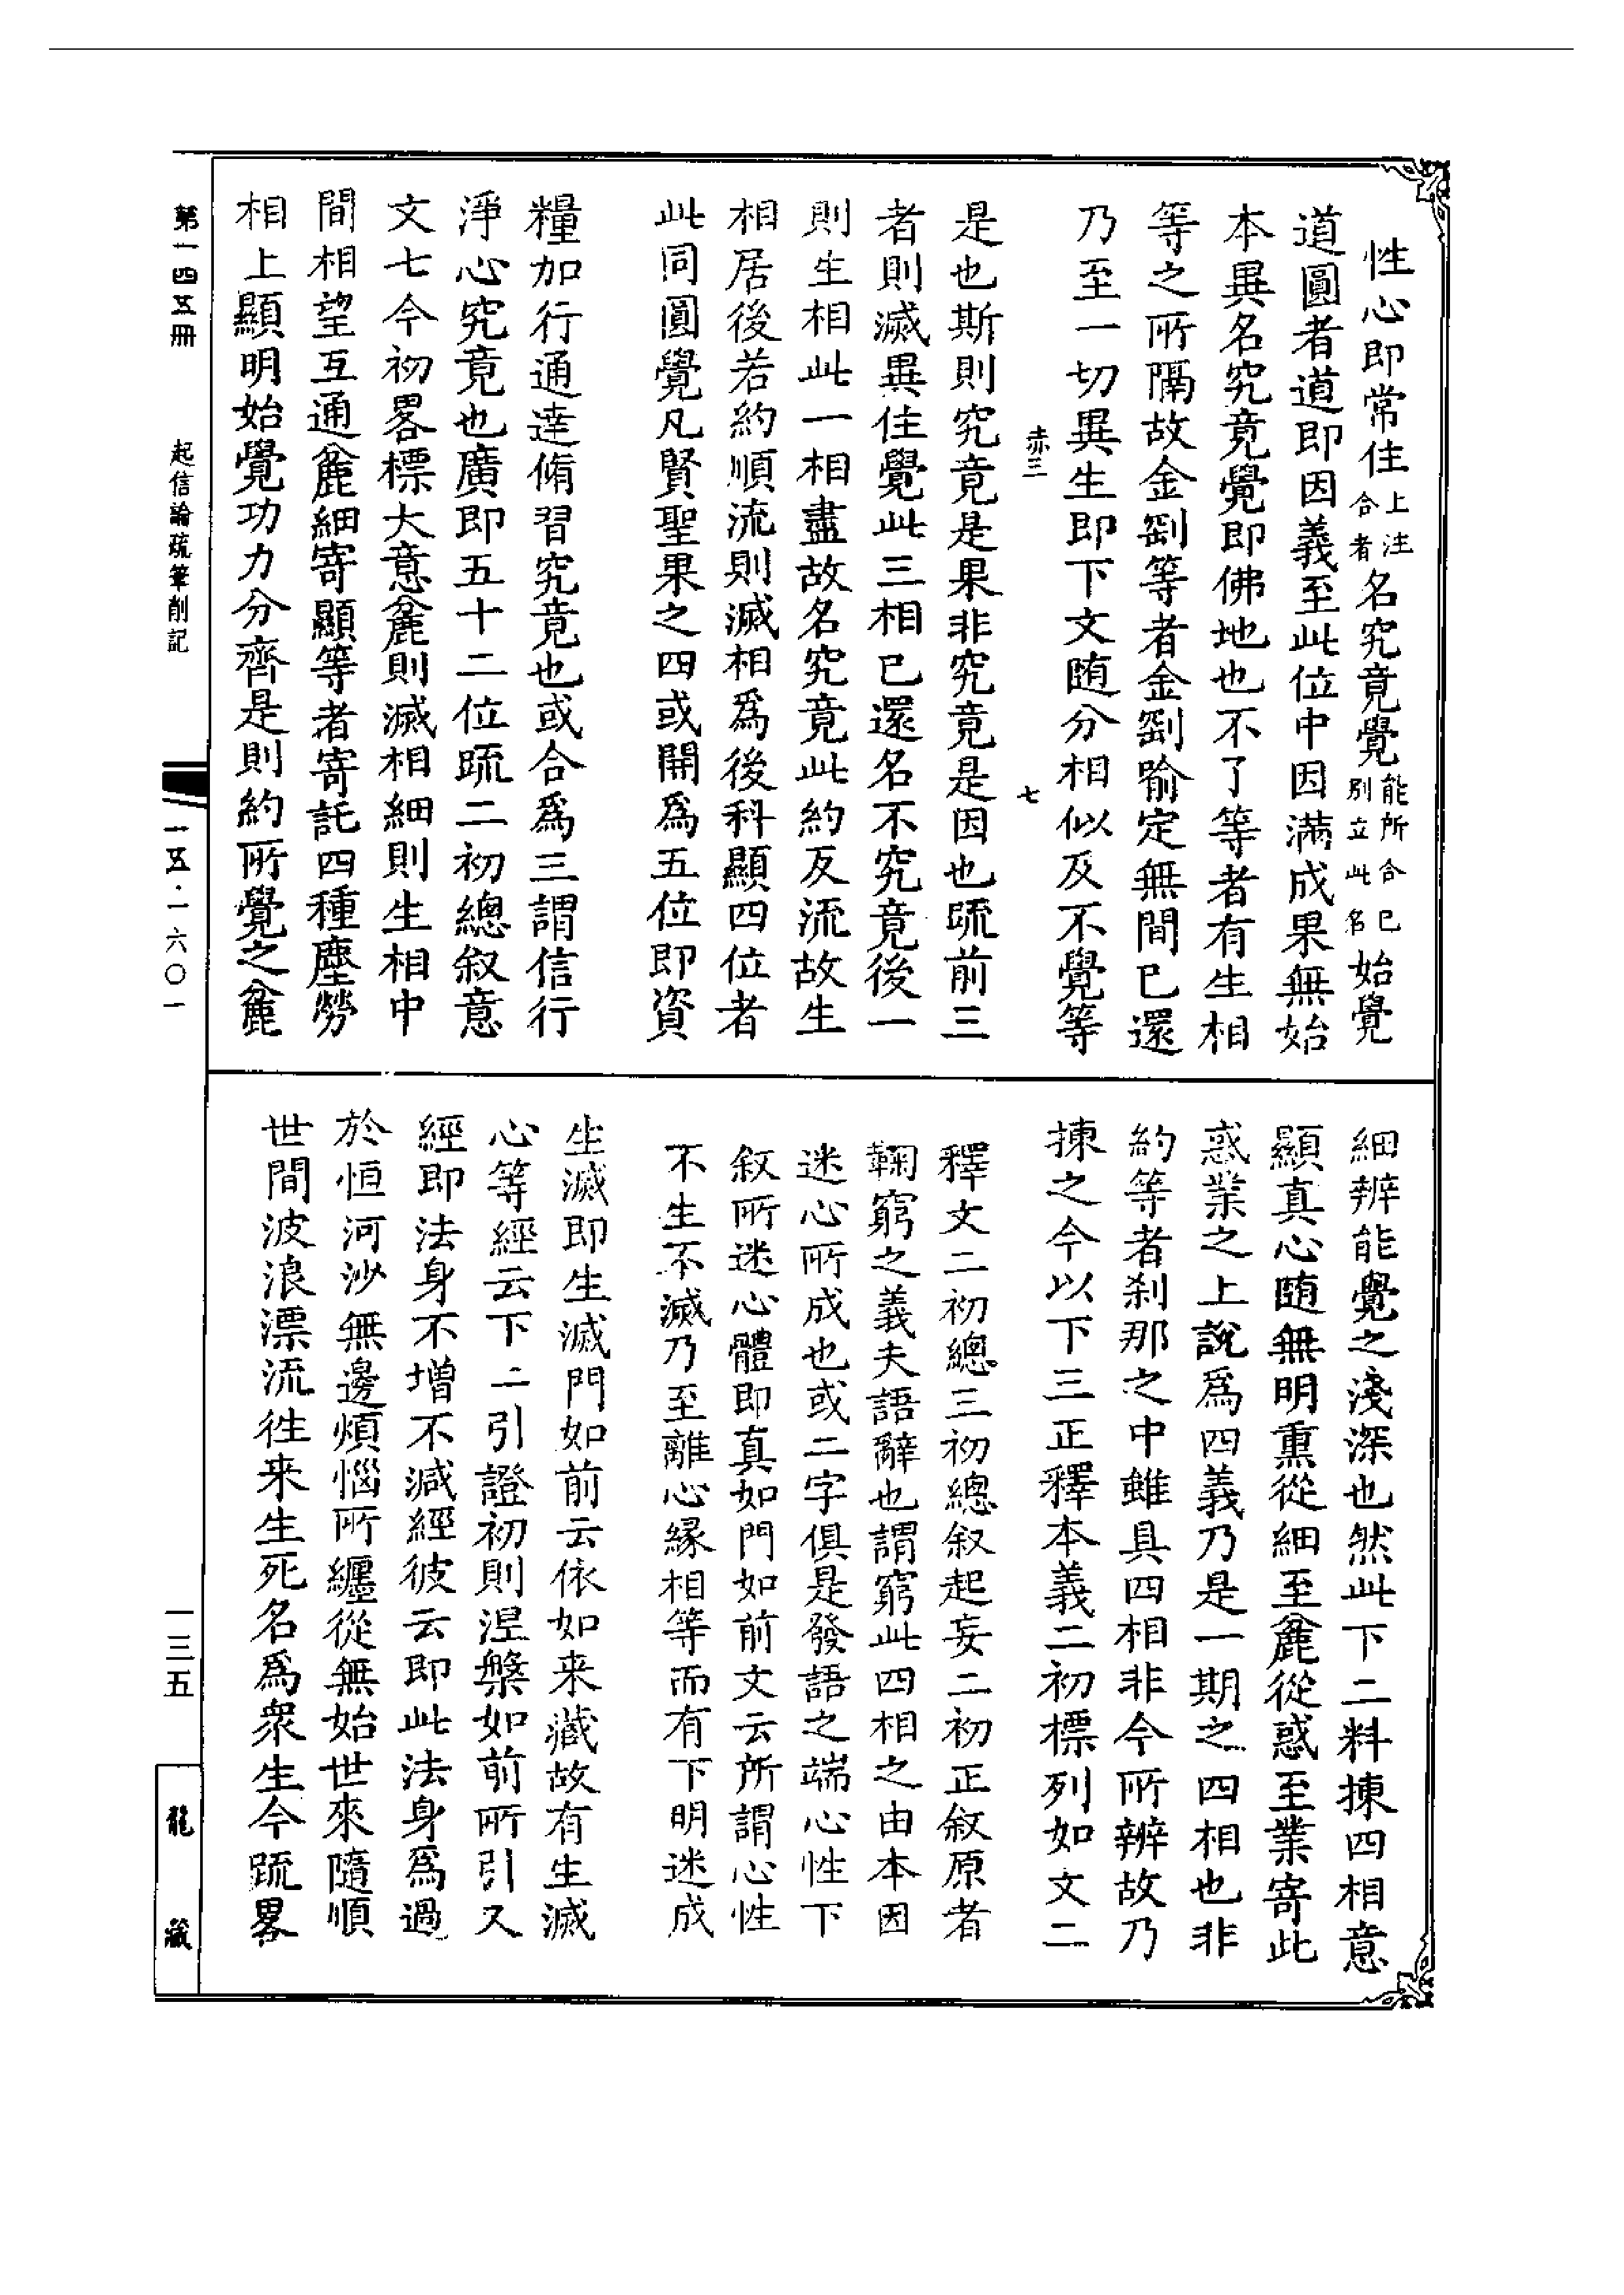 性心即常住上注合者名究竟覺能所合已別立此名始覺
道圓者道即因義至此位中因滿成果無始
本異名究竟覺即佛地也不了等者有生相
等之所隔故金剛等者金剛喻定無間已還
乃至一切異生即下文随分相似及不覺等
赤三
七
是也斯則究竟是果非究竟是因也䟽前三
者則滅異住覺此三相已還名不究竟後一
則生相此一相盡故名究竟此約反流故生
相居後若約順流則滅相爲後科顯四位者
此同圓覺凡賢聖果之四或開爲五位即資
糧加行通達脩習究竟也或合爲三謂信行
淨心究竟也廣即五十二位䟽二初總叙意
文七今初畧標大意麄則滅相細則生相中
間相望互通麄細寄顯等者寄託四種塵勞
相上顯明始覺功力分齊是則約所覺之麄
細辨能覺之淺深也然此下二料揀四相意
顯真心随無明熏從細至麄從惑至業寄此
惑業之上說爲四義乃是一期之四相也非
約等者刹那之中雖具四相非今所辨故乃
揀之今以下三正釋本義二初標列如文二
釋文二初總三初總叙起妄二初正叙原者
鞠窮之義夫語辭也謂窮此四相之由本因
迷心所成也或二字俱是發語之端心性下
叙所迷心體即真如門如前文云所謂心性
不生不滅乃至離心緣相等而有下明迷成
生滅即生滅門如前云依如来藏故有生滅
心等經云下二引證初則涅槃如前所引又
經即法身不增不減經彼云即此法身爲過
於恒河沙無邊煩惱所纏從無始世來隨順
世間波浪漂流徃来生死名爲衆生今䟽畧
第一四五冊
起信論疏筆削記
一五·一六〇一
一三五
龍藏